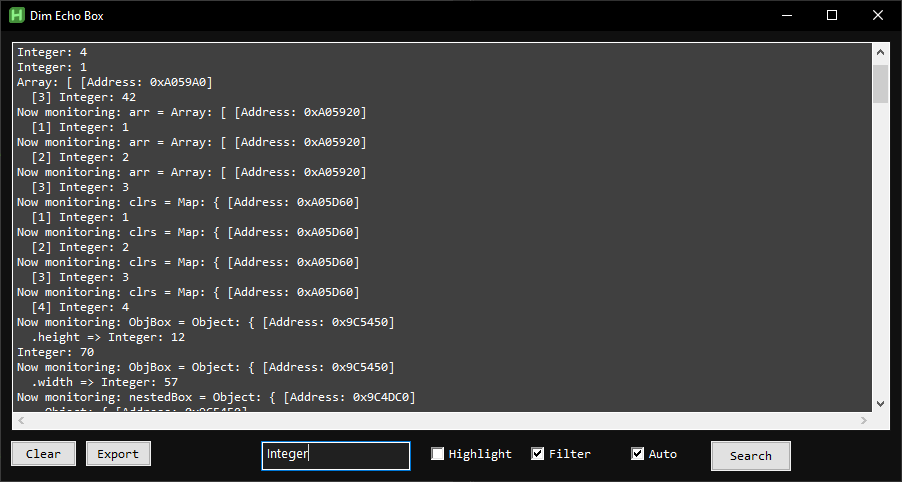 Dim Echo Box
Integer: 4
Integer: 1
Array: [ [Address: 0xA059A0]
[3] Integer: 42
Now monitoring: arr = Array: [ [Address: 0xA05920]
[1] Integer: 1
Now monitoring: arr = Array: [ [Address: 0xA05920]
[2] Integer: 2
Now monitoring: arr = Array: [ [Address: 0xA05920]
[3] Integer: 3
Now monitoring: clrs = Map: { [Address: 0xA05D60]
[1] Integer: 1
Now monitoring: clrs = Map: { [Address: 0xA05D60]
[2] Integer: 2
Now monitoring: clrs = Map: { [Address: 0xA05D60]
[3] Integer: 3
Now monitoring: clrs = Map: { [Address: 0xA05D60]
[4] Integer: 4
Now monitoring: ObjBox = Object: { [Address: 0x9C5450]
.height => Integer: 12
Integer: 70
Now monitoring: ObjBox = Object: { [Address: 0x9C5450]
.width => Integer: 57
Now monitoring: nestedBox = Object: { [Address: 0x9C4DC0]
Object: { [Address: 0x9C5450]
Clear Export Integer Highlight Filter Auto Search